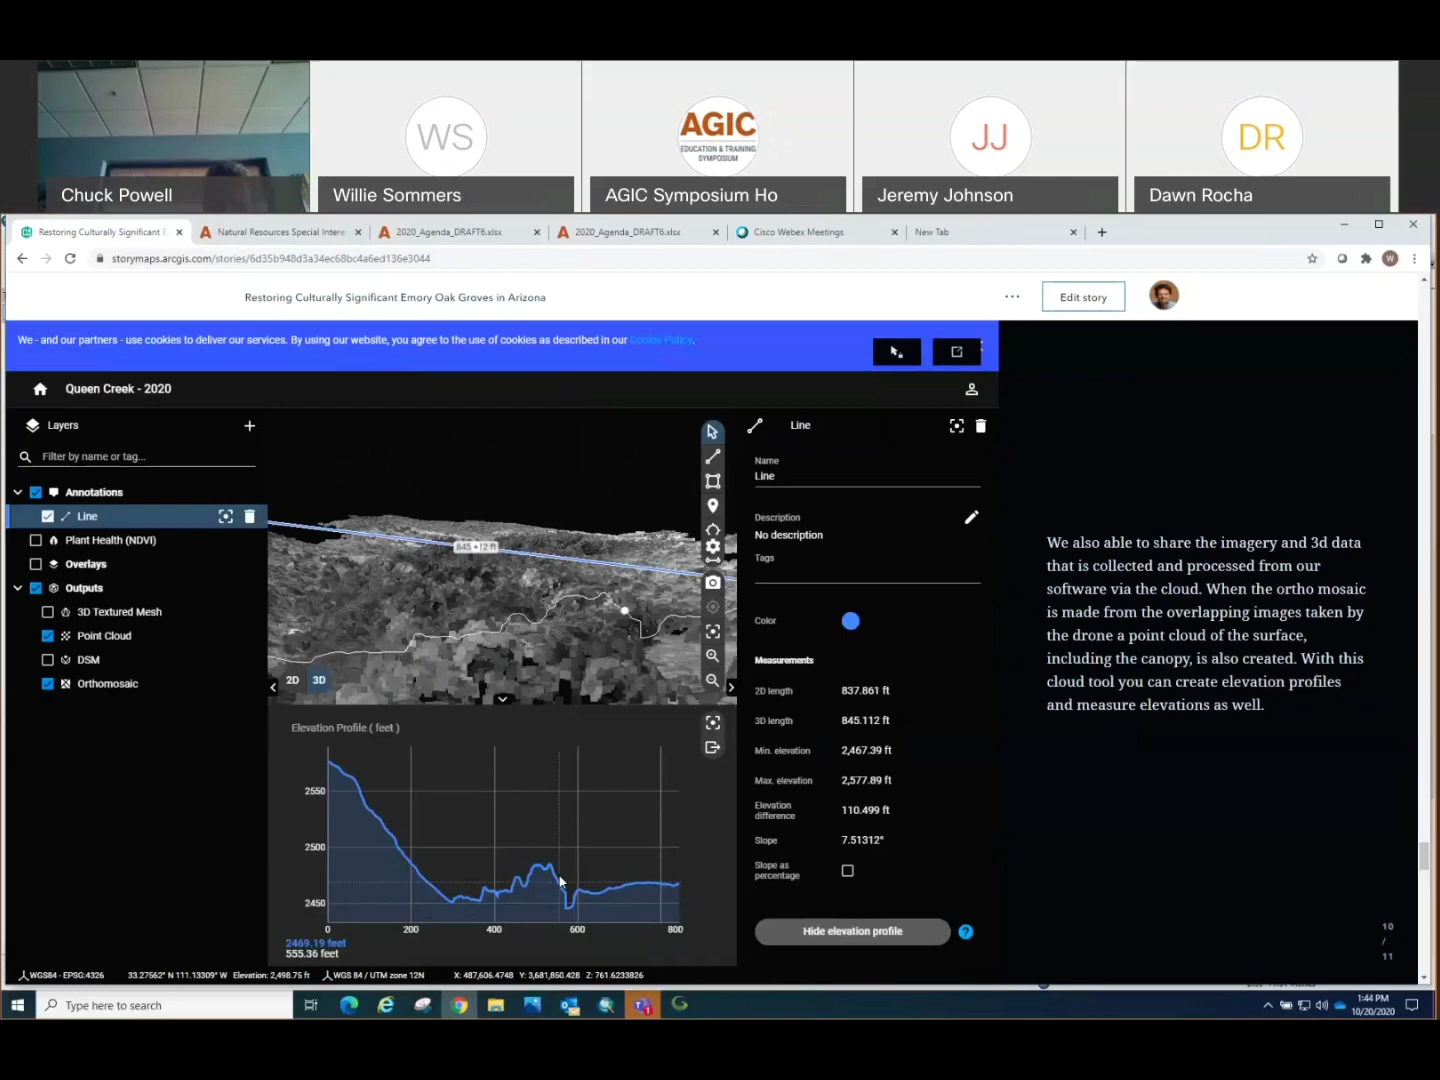 WS
AGIC
EDUCATION & TRAINING
SYMPOSIUM
JJ
DR
Chuck Powell
Willie Sommers
AGIC Symposium Ho
Jeremy Johnson
Dawn Rocha
Restoring Culturally Significant E
Natural Resources Special Intere
2020_Agenda_DRAFT6.xlsx
2020_Agenda_DRAFT6.xlsx
Cisco Webex Meetings
New Tab
storymaps.arcgis.com/stories/6d35b948d3a34ec68bc4a6ed136e3044
W
Restoring Culturally Significant Emory Oak Groves in Arizona
Edit story
We - and our partners - use cookies to deliver our services. By using our website, you agree to the use of cookies as described in our Cookie Policy.
Queen Creek - 2020
Layers
Filter by name or tag...
Annotations
Line
Plant Health (NDVI)
Overlays
Outputs
3D Textured Mesh
Point Cloud
DSM
Orthomosaic
2D
3D
Elevation Profile ( feet )
2550
2500
2450
0
200
400
600
800
2469.19 feet
555.36 feet
Line
Name
Line
Description
No description
Tags
Color
Measurements
2D length
837.861 ft
3D length
845.112 ft
Min. elevation
2,467.39 ft
Max. elevation
2,577.89 ft
Elevation
difference
110.499 ft
Slope
7.51312°
Slope as
percentage
Hide elevation profile
?
We also able to share the imagery and 3d data
that is collected and processed from our
software via the cloud. When the ortho mosaic
is made from the overlapping images taken by
the drone a point cloud of the surface,
including the canopy, is also created. With this
cloud tool you can create elevation profiles
and measure elevations as well.
10
/
11
WGS84 - EPSG:4326
33.27562° N 111.13309° W
Elevation: 2,498.75 ft
WGS 84 / UTM zone 12N
X: 487,606.4748 Y: 3,681,850.428 Z: 761.6233826
Type here to search
1:44 PM
10/20/2020